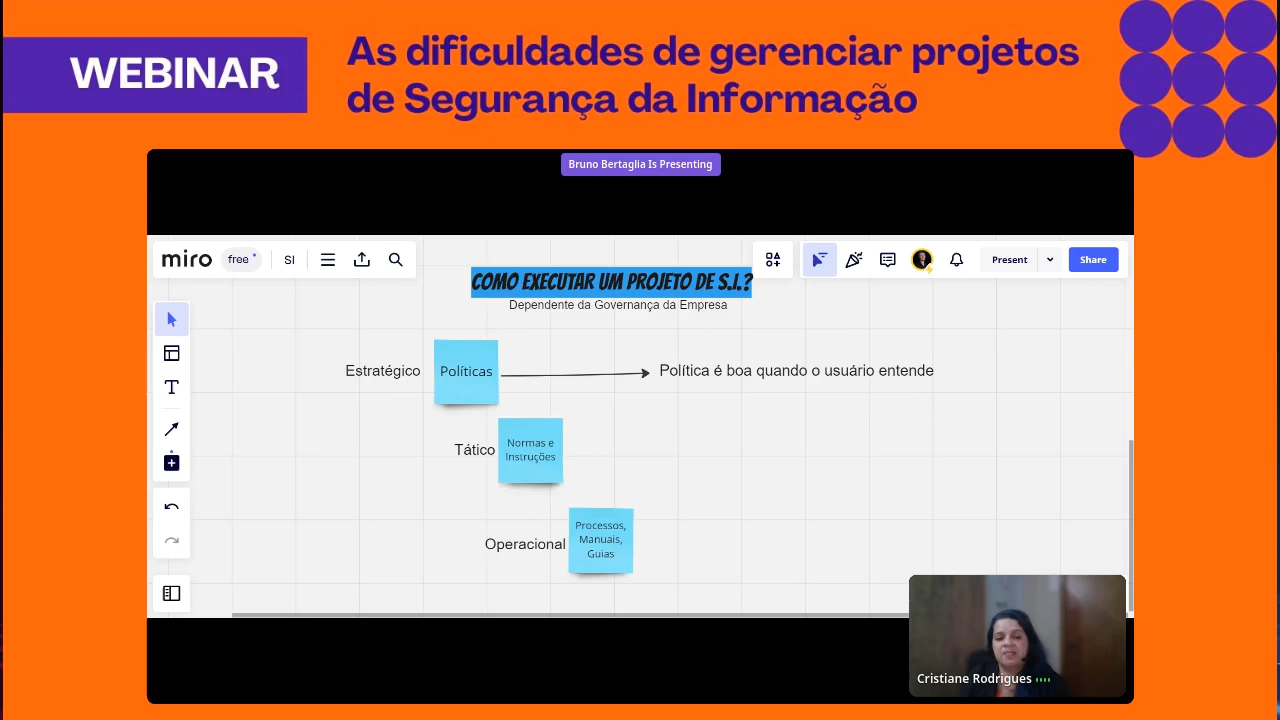 WEBINAR
As dificuldades de gerenciar projetos
de Segurança da Informação
Bruno Bertaglia Is Presenting
miro free SI Present Share
COMO EXECUTAR UM PROJETO DE S.I.?
Dependente da Governança da Empresa
Estratégico
Políticas
Política é boa quando o usuário entende
Tático
Normas e
Instruções
Operacional
Processos,
Manuais,
Guias
Cristiane Rodrigues